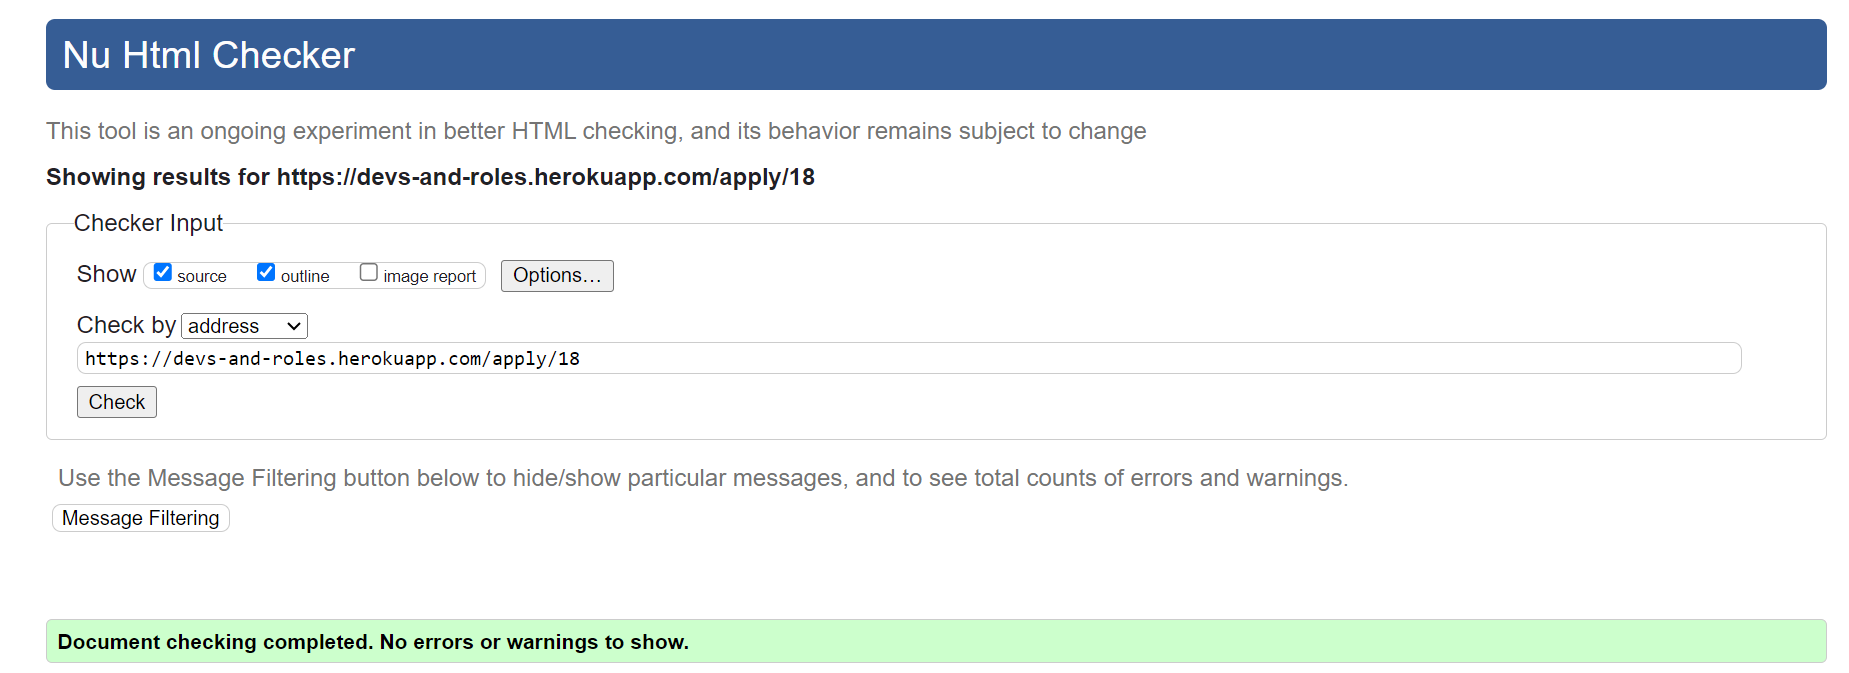 Nu Html Checker
This tool is an ongoing experiment in better HTML checking, and its behavior remains subject to change
Showing results for https://devs-and-roles.herokuapp.com/apply/18
Checker Input
Show source outline image report Options...
Check by address
https://devs-and-roles.herokuapp.com/apply/18
Check
Use the Message Filtering button below to hide/show particular messages, and to see total counts of errors and warnings.
Message Filtering
Document checking completed. No errors or warnings to show.